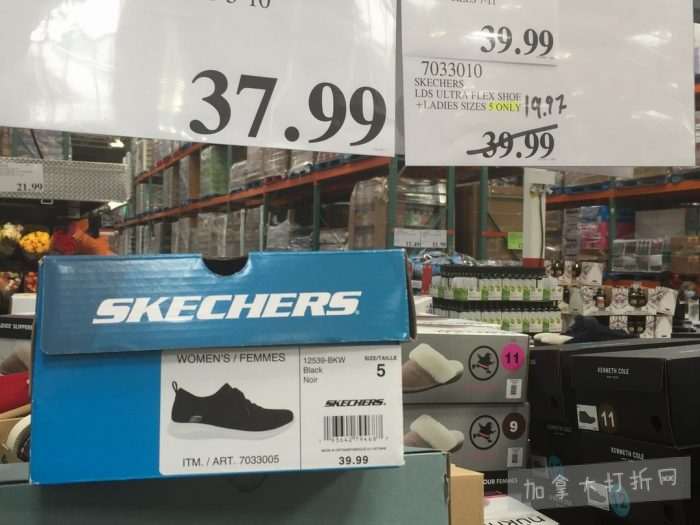 37.99
39.99
7033010
SKECHERS
LDS ULTRA FLEX SHOE
+LADIES SIZES 5 ONLY 19.97
39.99
21.99
SKECHERS
WOMEN'S / FEMMES
12539-BKW
Black
Noir
SIZE/TAILLE
5
SKECHERS
ITM. / ART. 7033005
39.99
11
9
KENNETH COLE
11
KENNETH COLE
加拿大打折网